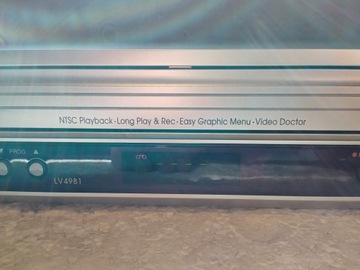 NTSC Playback•Long Play & Rec•Easy Graphic Menu•Video Doctor
PROG
LV4981